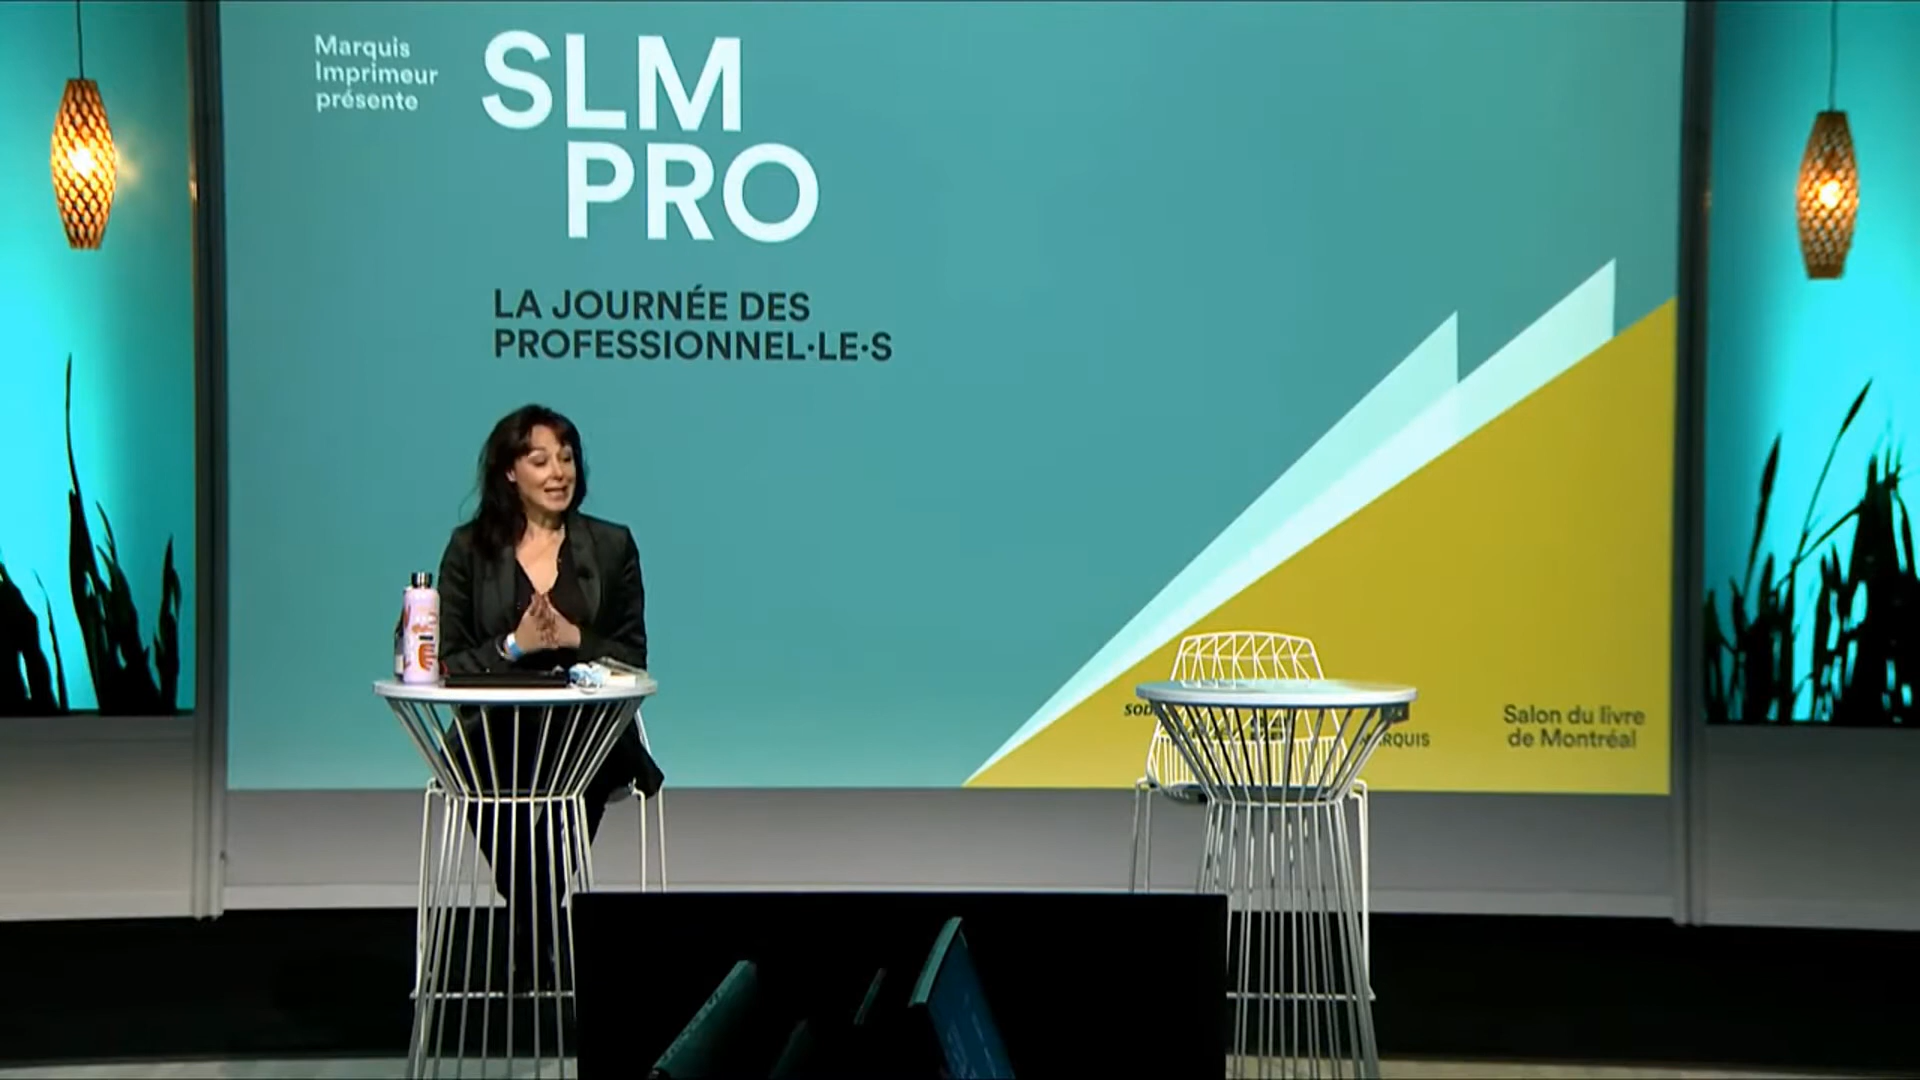 Marquis
Imprimeur
présente
SLM
PRO
LA JOURNÉE DES
PROFESSIONNEL·LE·S
Salon du livre
de Montréal